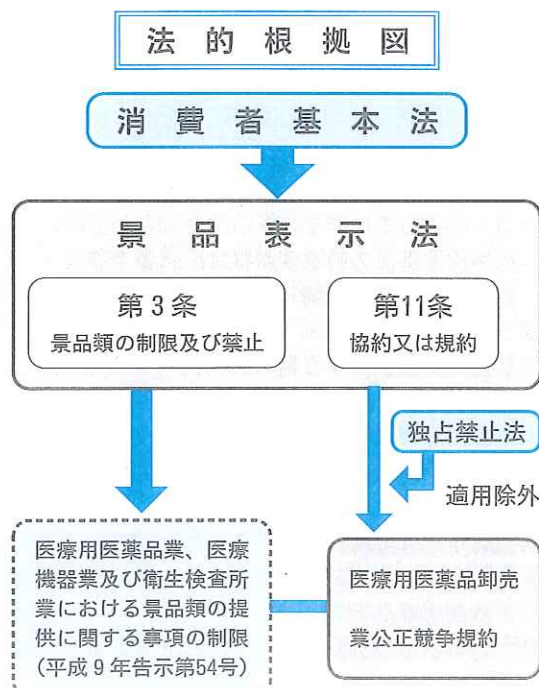 法的根拠図
消費者基本法
景品表示法
第3条
景品類の制限及び禁止
第11条
協約又は規約
独占禁止法
適用除外
医療用医薬品業、医療
機器業及び衛生検査所
業における景品類の提
供に関する事項の制限
(平成9年告示第54号)
医療用医薬品卸売
業公正競争規約